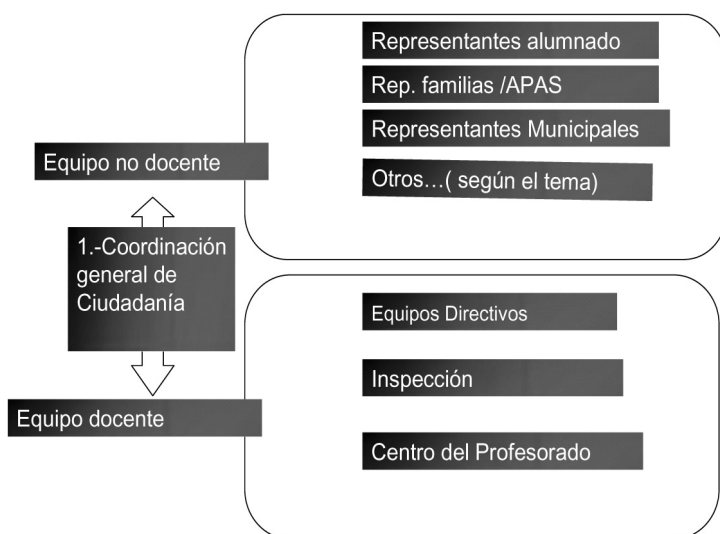 Representantes alumnado
Rep. familias /APAS
Representantes Municipales
Otros…( según el tema)
Equipo no docente
1.-Coordinación
general de
Ciudadanía
Equipo docente
Equipos Directivos
Inspección
Centro del Profesorado